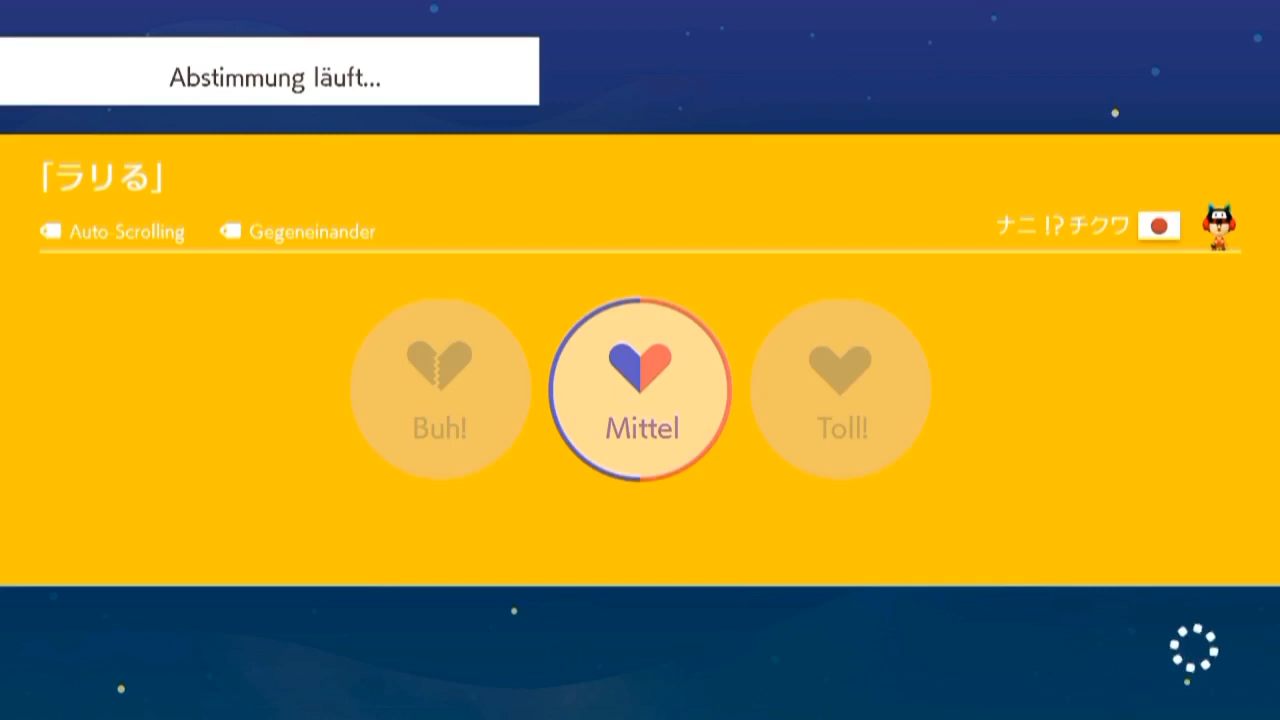 Abstimmung läuft...
「ラリる」
Auto Scrolling
Gegeneinander
ナニ !? チクワ
Buh!
Mittel
Toll!